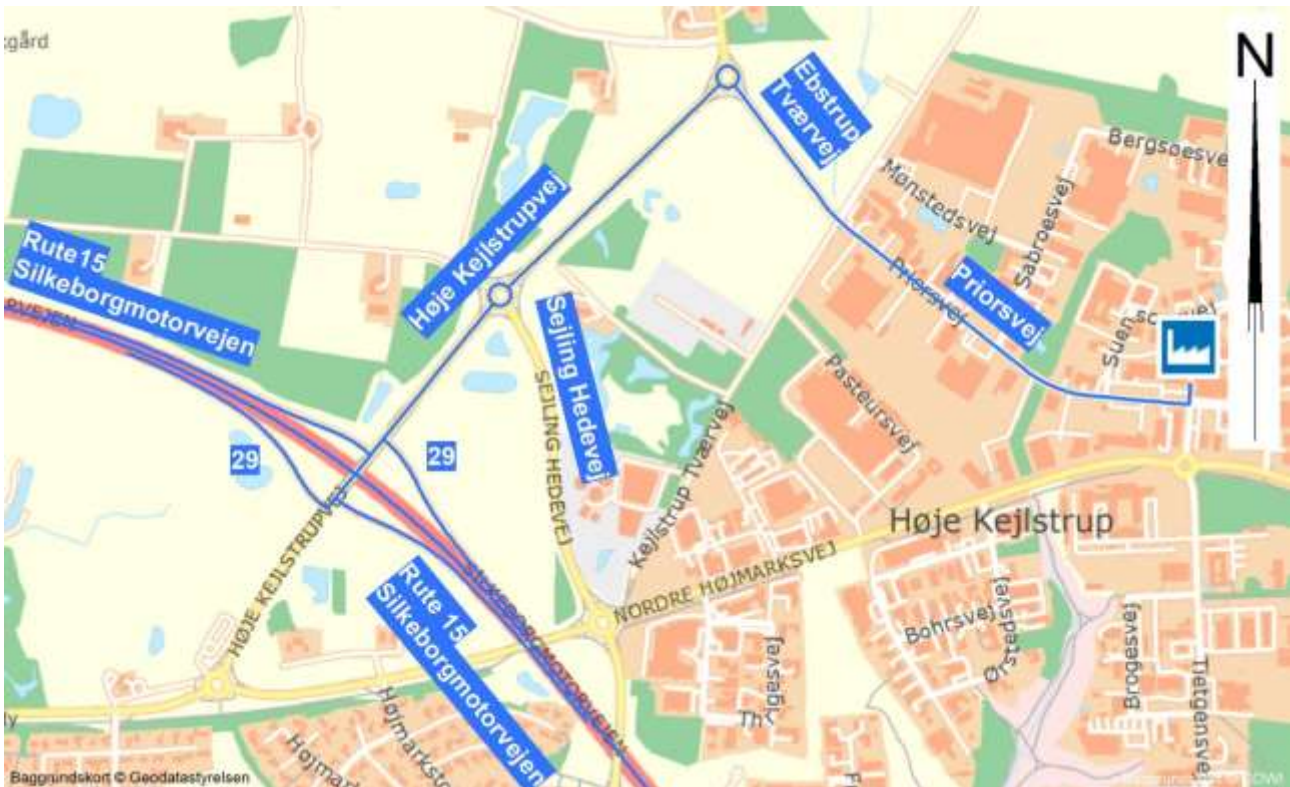 N
Ebstrup
Tværvej
Bergsøesvej
Mønstedsvej
Sabroesvej
Høje Kejlstrupvej
Rute15
Silkeborgmotorvejen
Priorsvej
Priorsvej
Sejling Hedevej
SEJLING HEDEVEJ
Pasteursvej
Kejlstrup Tværvej
29
29
HØJE KEJLSTRUPVEJ
Høje Kejlstrup
NORDRE HØJMARKSVEJ
Rute 15
Silkeborgmotorvejen
Bohrsvej
Ørstedsvej
Brogesvej
Tietgensvej
Baggrundskort © Geodatastyrelsen